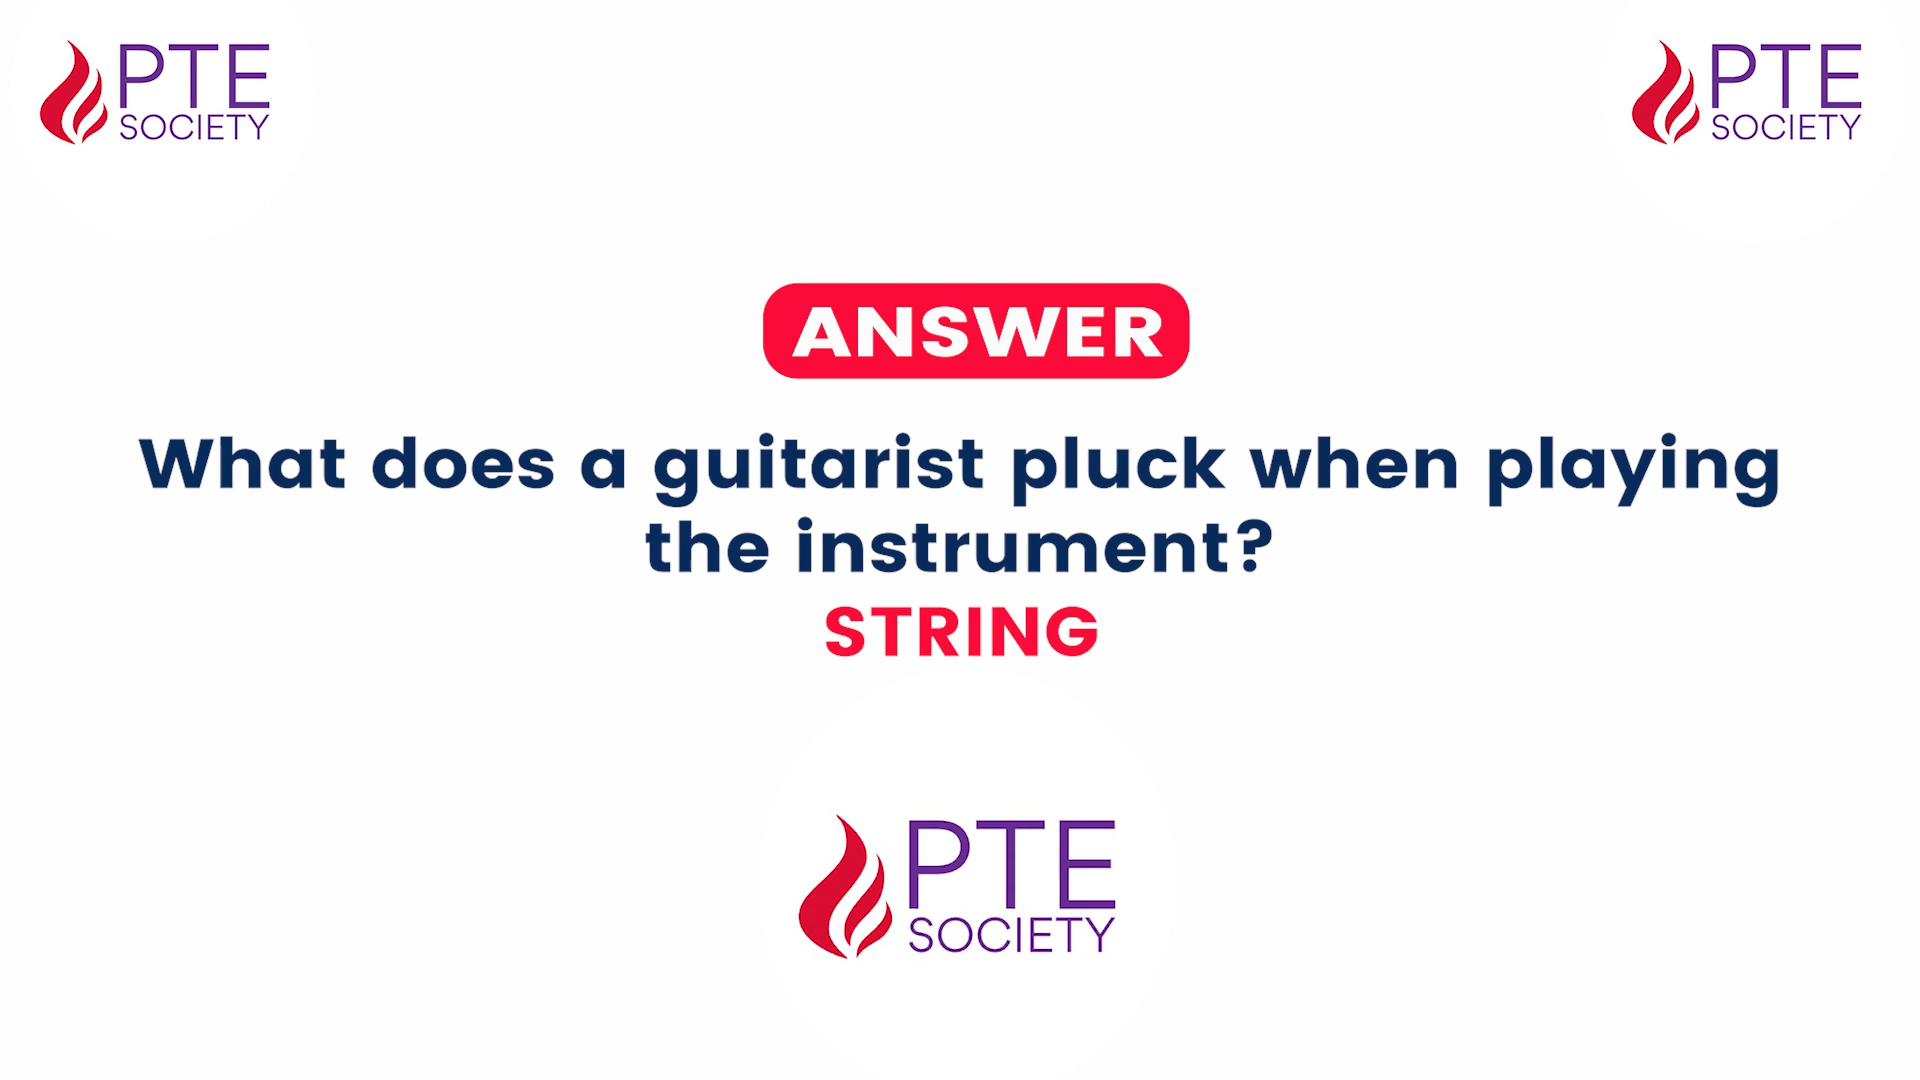 PTE
SOCIETY
PTE
SOCIETY
ANSWER
What does a guitarist pluck when playing
the instrument?
STRING
PTE
SOCIETY